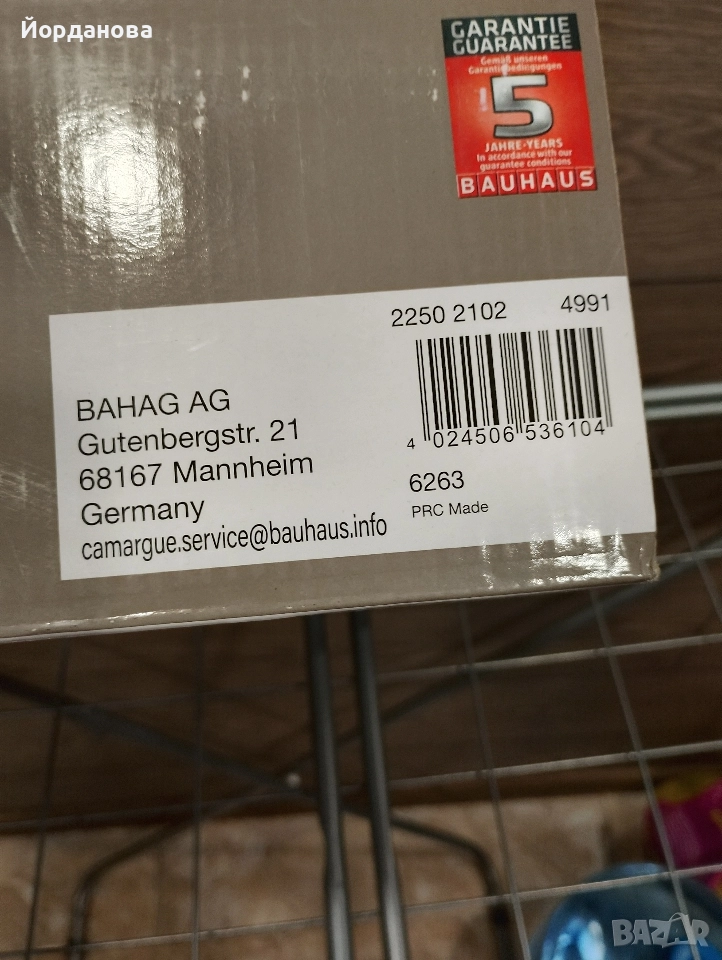 Йорданова
GARANTIE
GUARANTEE
Gemäß unseren
Garantiebedingungen
5
JAHRE-YEARS
In accordance with our
guarantee conditions
BAUHAUS
2250 2102 4991
BAHAG AG
Gutenbergstr. 21
68167 Mannheim
Germany
camargue.service@bauhaus.info
4 024506 536104
6263
PRC Made
BAZAR